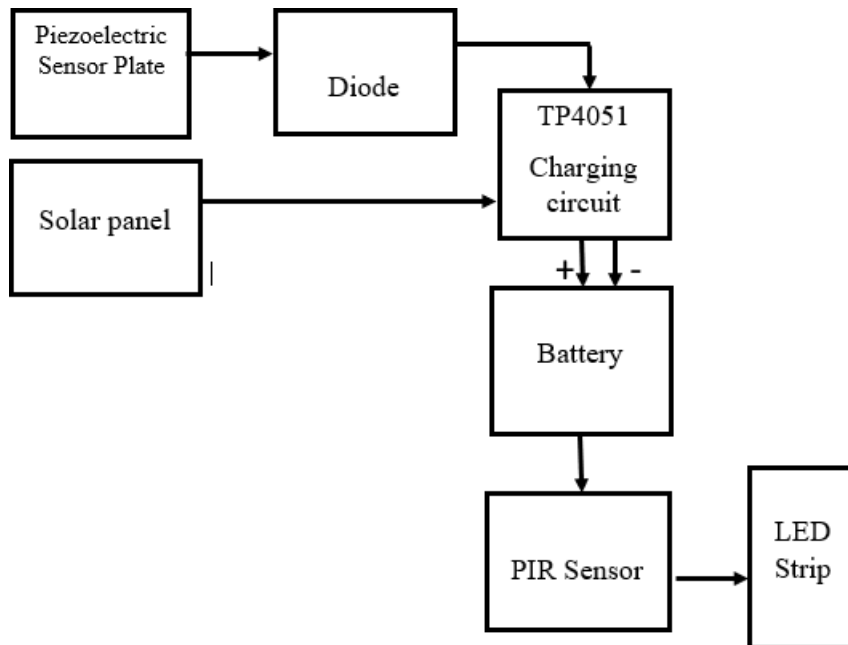 Piezoelectric
Sensor Plate
Diode
TP4051
Charging
circuit
Solar panel
+ -
Battery
PIR Sensor
LED
Strip